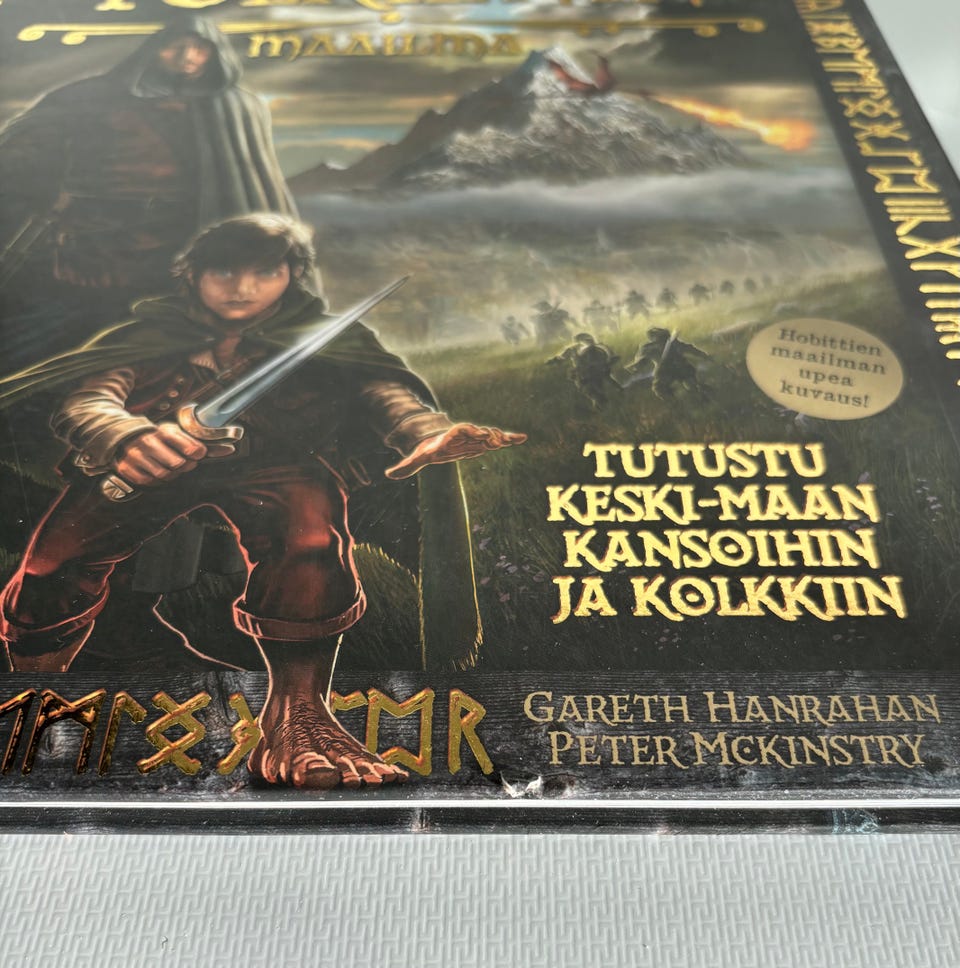 MAAILMA
Hobittien
maailman
upea
kuvaus!
TUTUSTU
KESKI-MAAN
KANSOIHIN
JA KOLKKIIN
GARETH HANRAHAN
PETER MCKINSTRY